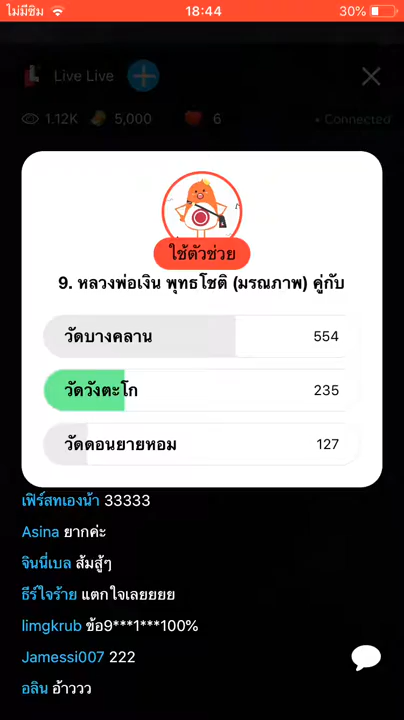 ไม่มีซิม 18:44 30%
Live Live
1.12K 5,000 6 • Connected
ใช้ตัวช่วย
9. หลวงพ่อเงิน พุทธโชติ (มรณภาพ) คู่กับ
วัดบางคลาน 554
วัดวังตะโก 235
วัดดอนยายหอม 127
เฟิร์สทเองน้า 33333
Asina ยากค่ะ
จินนี่เบล ส้มสู้ๆ
ธีร์ใจร้าย แตกใจเลยยยย
limgkrub ข้อ9***1***100%
Jamessi007 222
อลิน อ้าววว